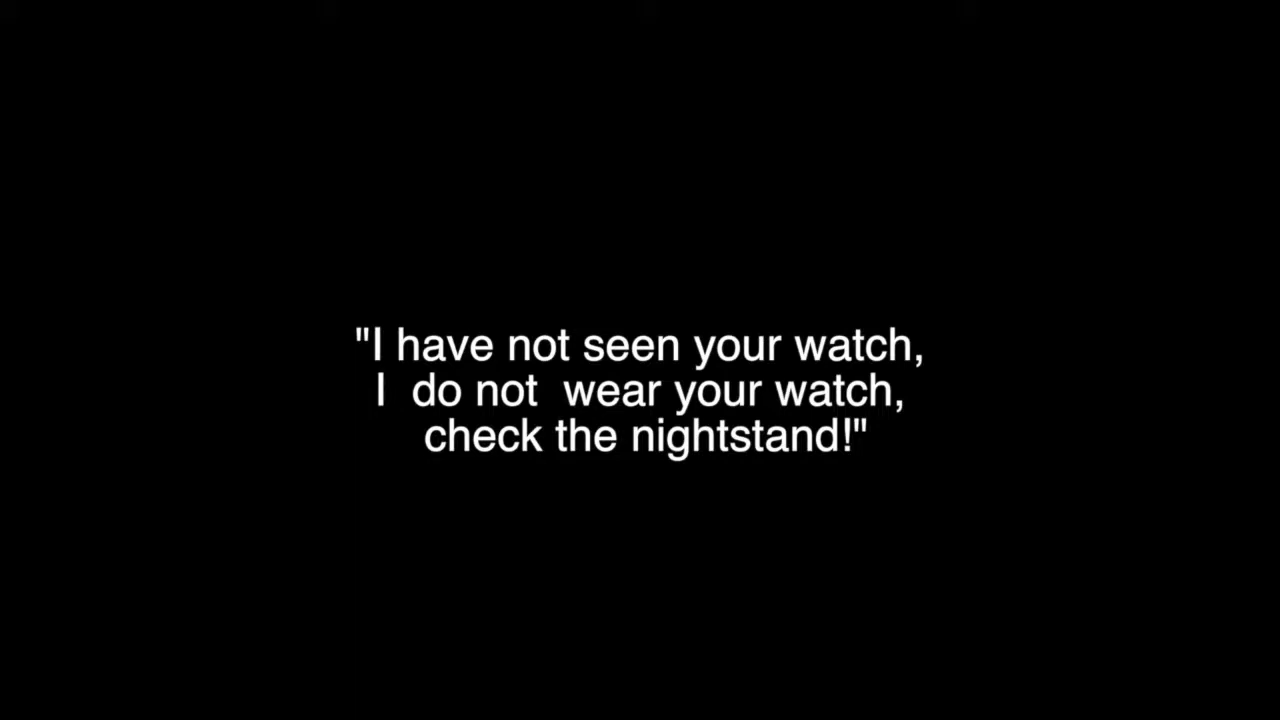 "I have not seen your watch,
I  do not  wear your watch,
check the nightstand!"